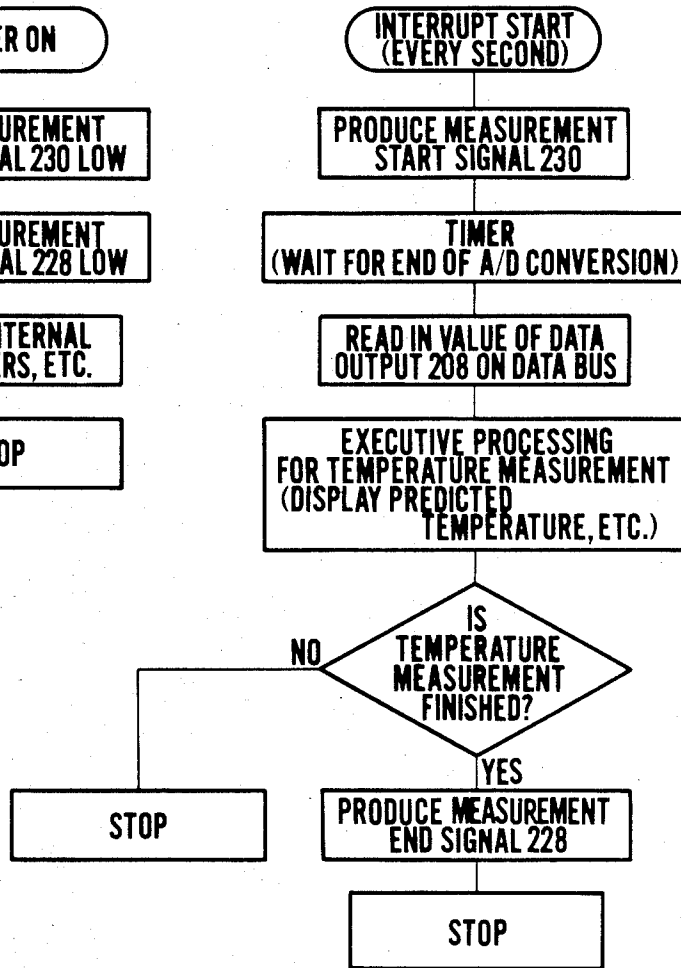 ER ON
UREMENT
AL 230 LOW
UREMENT
AL 228 LOW
TERNAL
RS, ETC.
OP
INTERRUPT START
(EVERY SECOND)
PRODUCE MEASUREMENT
START SIGNAL 230
TIMER
(WAIT FOR END OF A/D CONVERSION)
READ IN VALUE OF DATA
OUTPUT 208 ON DATA BUS
EXECUTIVE PROCESSING
FOR TEMPERATURE MEASUREMENT
(DISPLAY PREDICTED
TEMPERATURE, ETC.)
IS
TEMPERATURE
MEASUREMENT
FINISHED?
NO
YES
STOP
PRODUCE MEASUREMENT
END SIGNAL 228
STOP